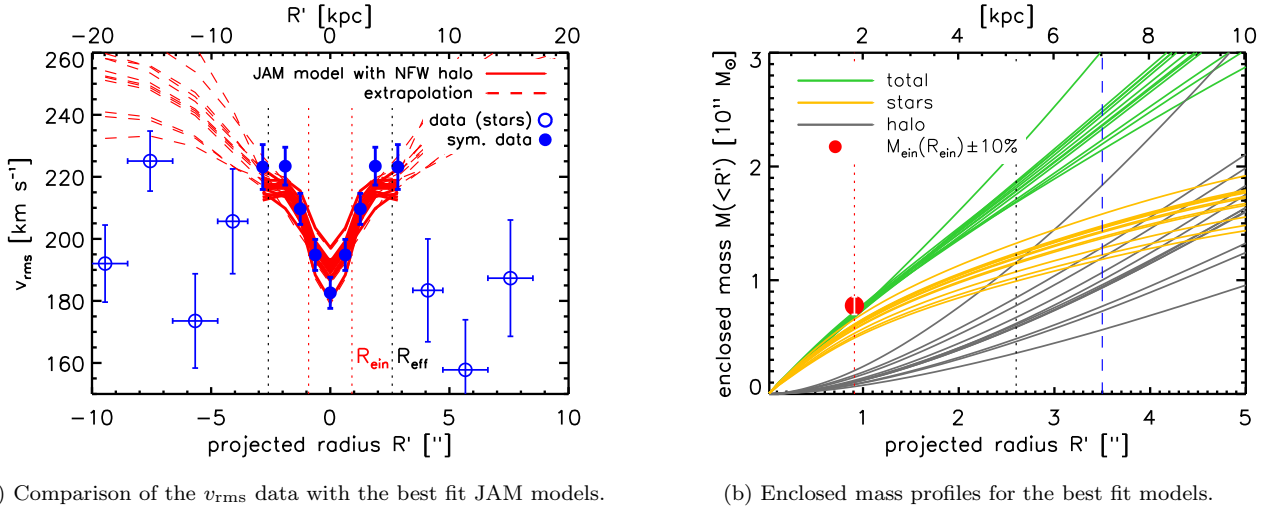 R' [kpc]
−20 −10 0 10 20
260
240
220
200
180
160
v_rms [km s⁻¹]
JAM model with NFW halo
extrapolation
data (stars)
sym. data
R_ein R_eff
−10 −5 0 5 10
projected radius R' ["]
) Comparison of the v_rms data with the best fit JAM models.
[kpc]
2 4 6 8 10
3
2
1
0
enclosed mass M(<R') [10¹¹ M_⊙]
total
stars
halo
M_ein(R_ein)±10%
1 2 3 4 5
projected radius R' ["]
(b) Enclosed mass profiles for the best fit models.